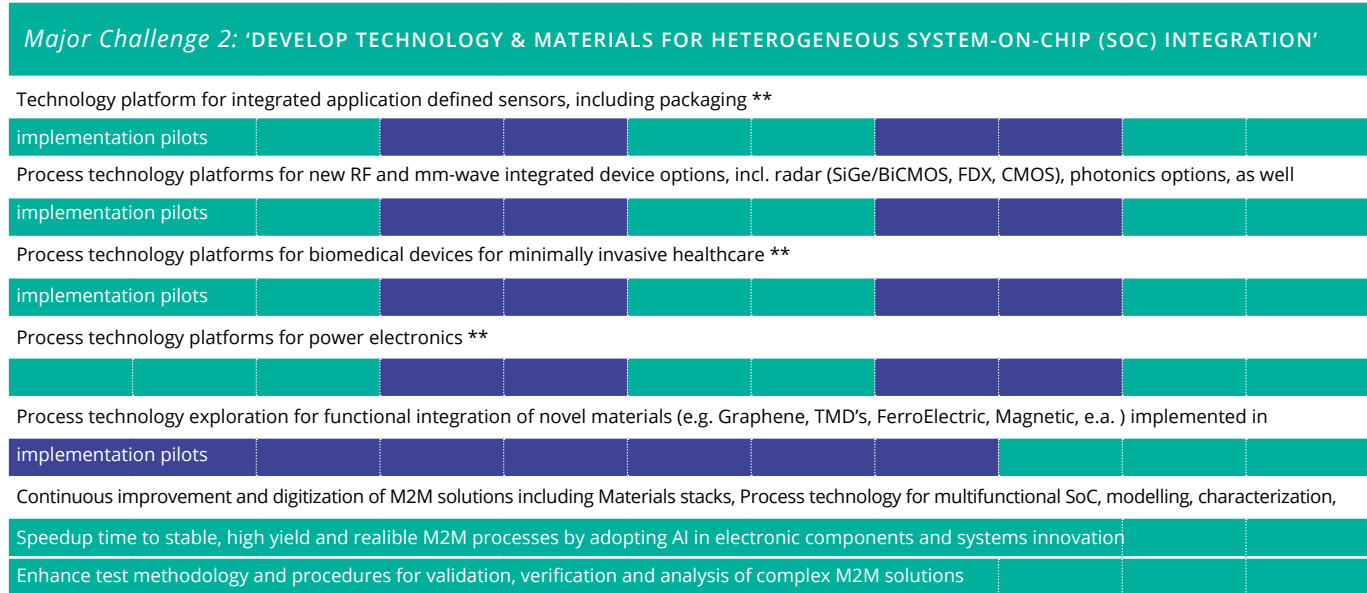 Major Challenge 2: ‘DEVELOP TECHNOLOGY & MATERIALS FOR HETEROGENEOUS SYSTEM-ON-CHIP (SOC) INTEGRATION’
Technology platform for integrated application defined sensors, including packaging **
implementation pilots
Process technology platforms for new RF and mm-wave integrated device options, incl. radar (SiGe/BiCMOS, FDX, CMOS), photonics options, as well
implementation pilots
Process technology platforms for biomedical devices for minimally invasive healthcare **
implementation pilots
Process technology platforms for power electronics **
Process technology exploration for functional integration of novel materials (e.g. Graphene, TMD’s, FerroElectric, Magnetic, e.a. ) implemented in
implementation pilots
Continuous improvement and digitization of M2M solutions including Materials stacks, Process technology for multifunctional SoC, modelling, characterization,
Speedup time to stable, high yield and realible M2M processes by adopting AI in electronic components and systems innovation
Enhance test methodology and procedures for validation, verification and analysis of complex M2M solutions